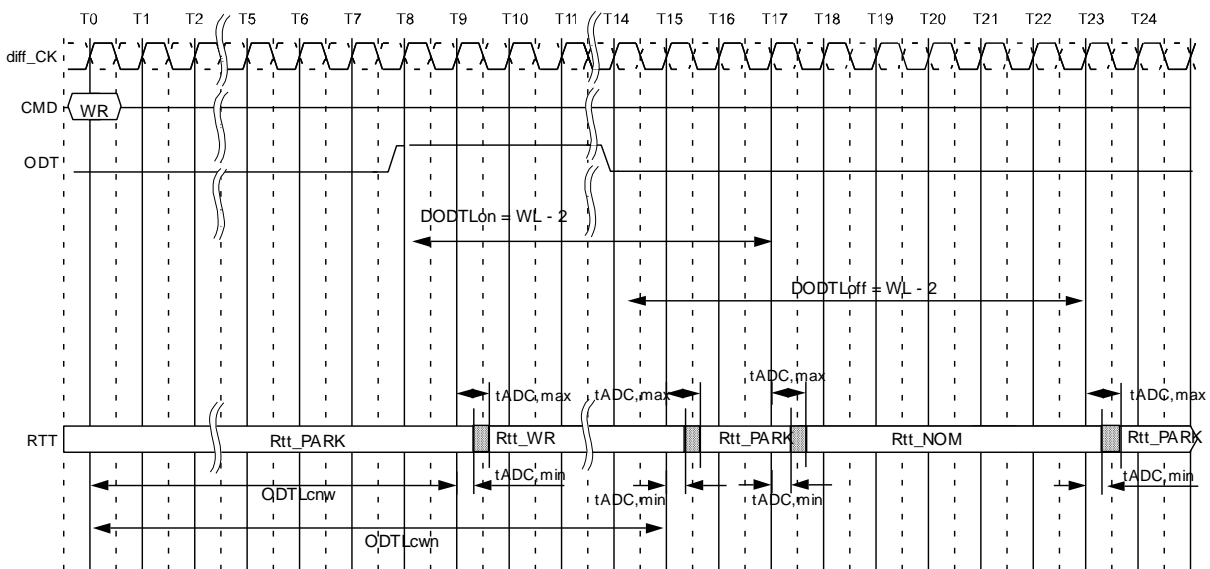 T0 T1 T2 T5 T6 T7 T8 T9 T10 T11 T14 T15 T16 T17 T18 T19 T20 T21 T22 T23 T24
diff_CK
CMD WR
ODT
DODTLon = WL - 2
DODTLoff = WL - 2
tADC,max
tADC,max tADC,max tADC,max
RTT Rtt_PARK Rtt_WR Rtt_PARK Rtt_NOM Rtt_PARK
tADC,min tADC,min
ODTLcnw tADC,min tADC,min
ODTLcwn